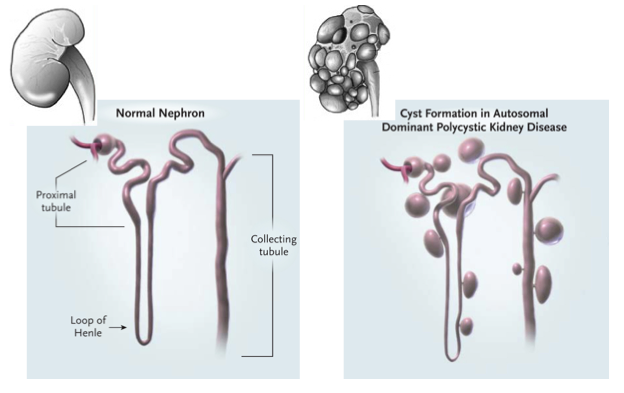 Normal Nephron
Proximal
tubule
Collecting
tubule
Loop of
Henle
Cyst Formation in Autosomal
Dominant Polycystic Kidney Disease